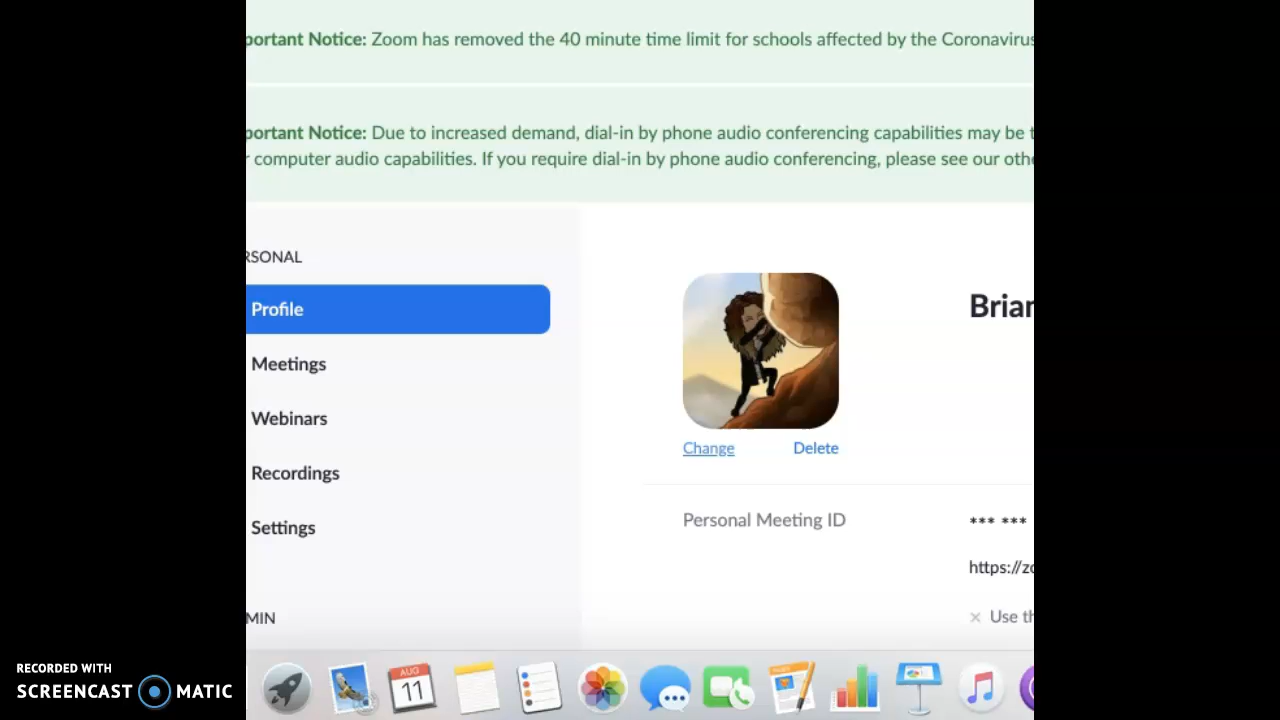 portant Notice: Zoom has removed the 40 minute time limit for schools affected by the Coronavirus
portant Notice: Due to increased demand, dial-in by phone audio conferencing capabilities may be t
r computer audio capabilities. If you require dial-in by phone audio conferencing, please see our othe
RSONAL
Profile
Meetings
Webinars
Recordings
Settings
MIN
Brian
Change
Delete
Personal Meeting ID
*** ***
https://zo
× Use th
AUG
11
RECORDED WITH
SCREENCAST MATIC